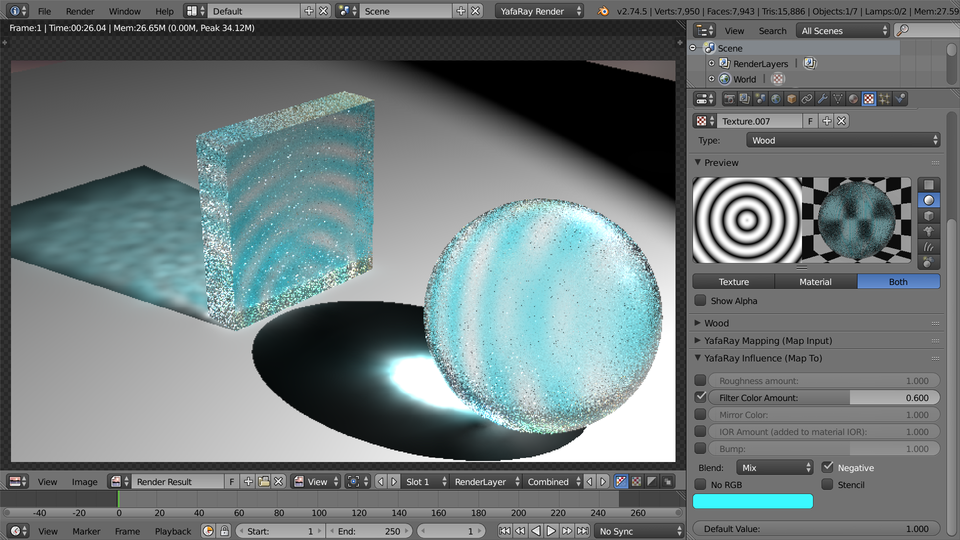 File Render Window Help Default Scene YafaRay Render v2.74.5 | Verts:7,950 | Faces:7,943 | Tris:15,886 | Objects:1/7 | Lamps:0/2 | Mem:27.59
Frame:1 | Time:00:26.04 | Mem:26.65M (0.00M, Peak 34.12M)
View Search All Scenes
Scene
RenderLayers
World
Texture.007 F
Type: Wood
Preview
Texture Material Both
Show Alpha
Wood
YafaRay Mapping (Map Input)
YafaRay Influence (Map To)
Roughness amount: 1.000
Filter Color Amount: 0.600
Mirror Color: 1.000
IOR Amount (added to material IOR): 1.000
Bump: 1.000
Blend: Mix Negative
No RGB Stencil
Default Value: 1.000
View Image Render Result F View Slot 1 RenderLayer Combined
-40 -20 0 20 40 60 80 100 120 140 160 180 200 220 240 260
View Marker Frame Playback Start: 1 End: 250 1 No Sync